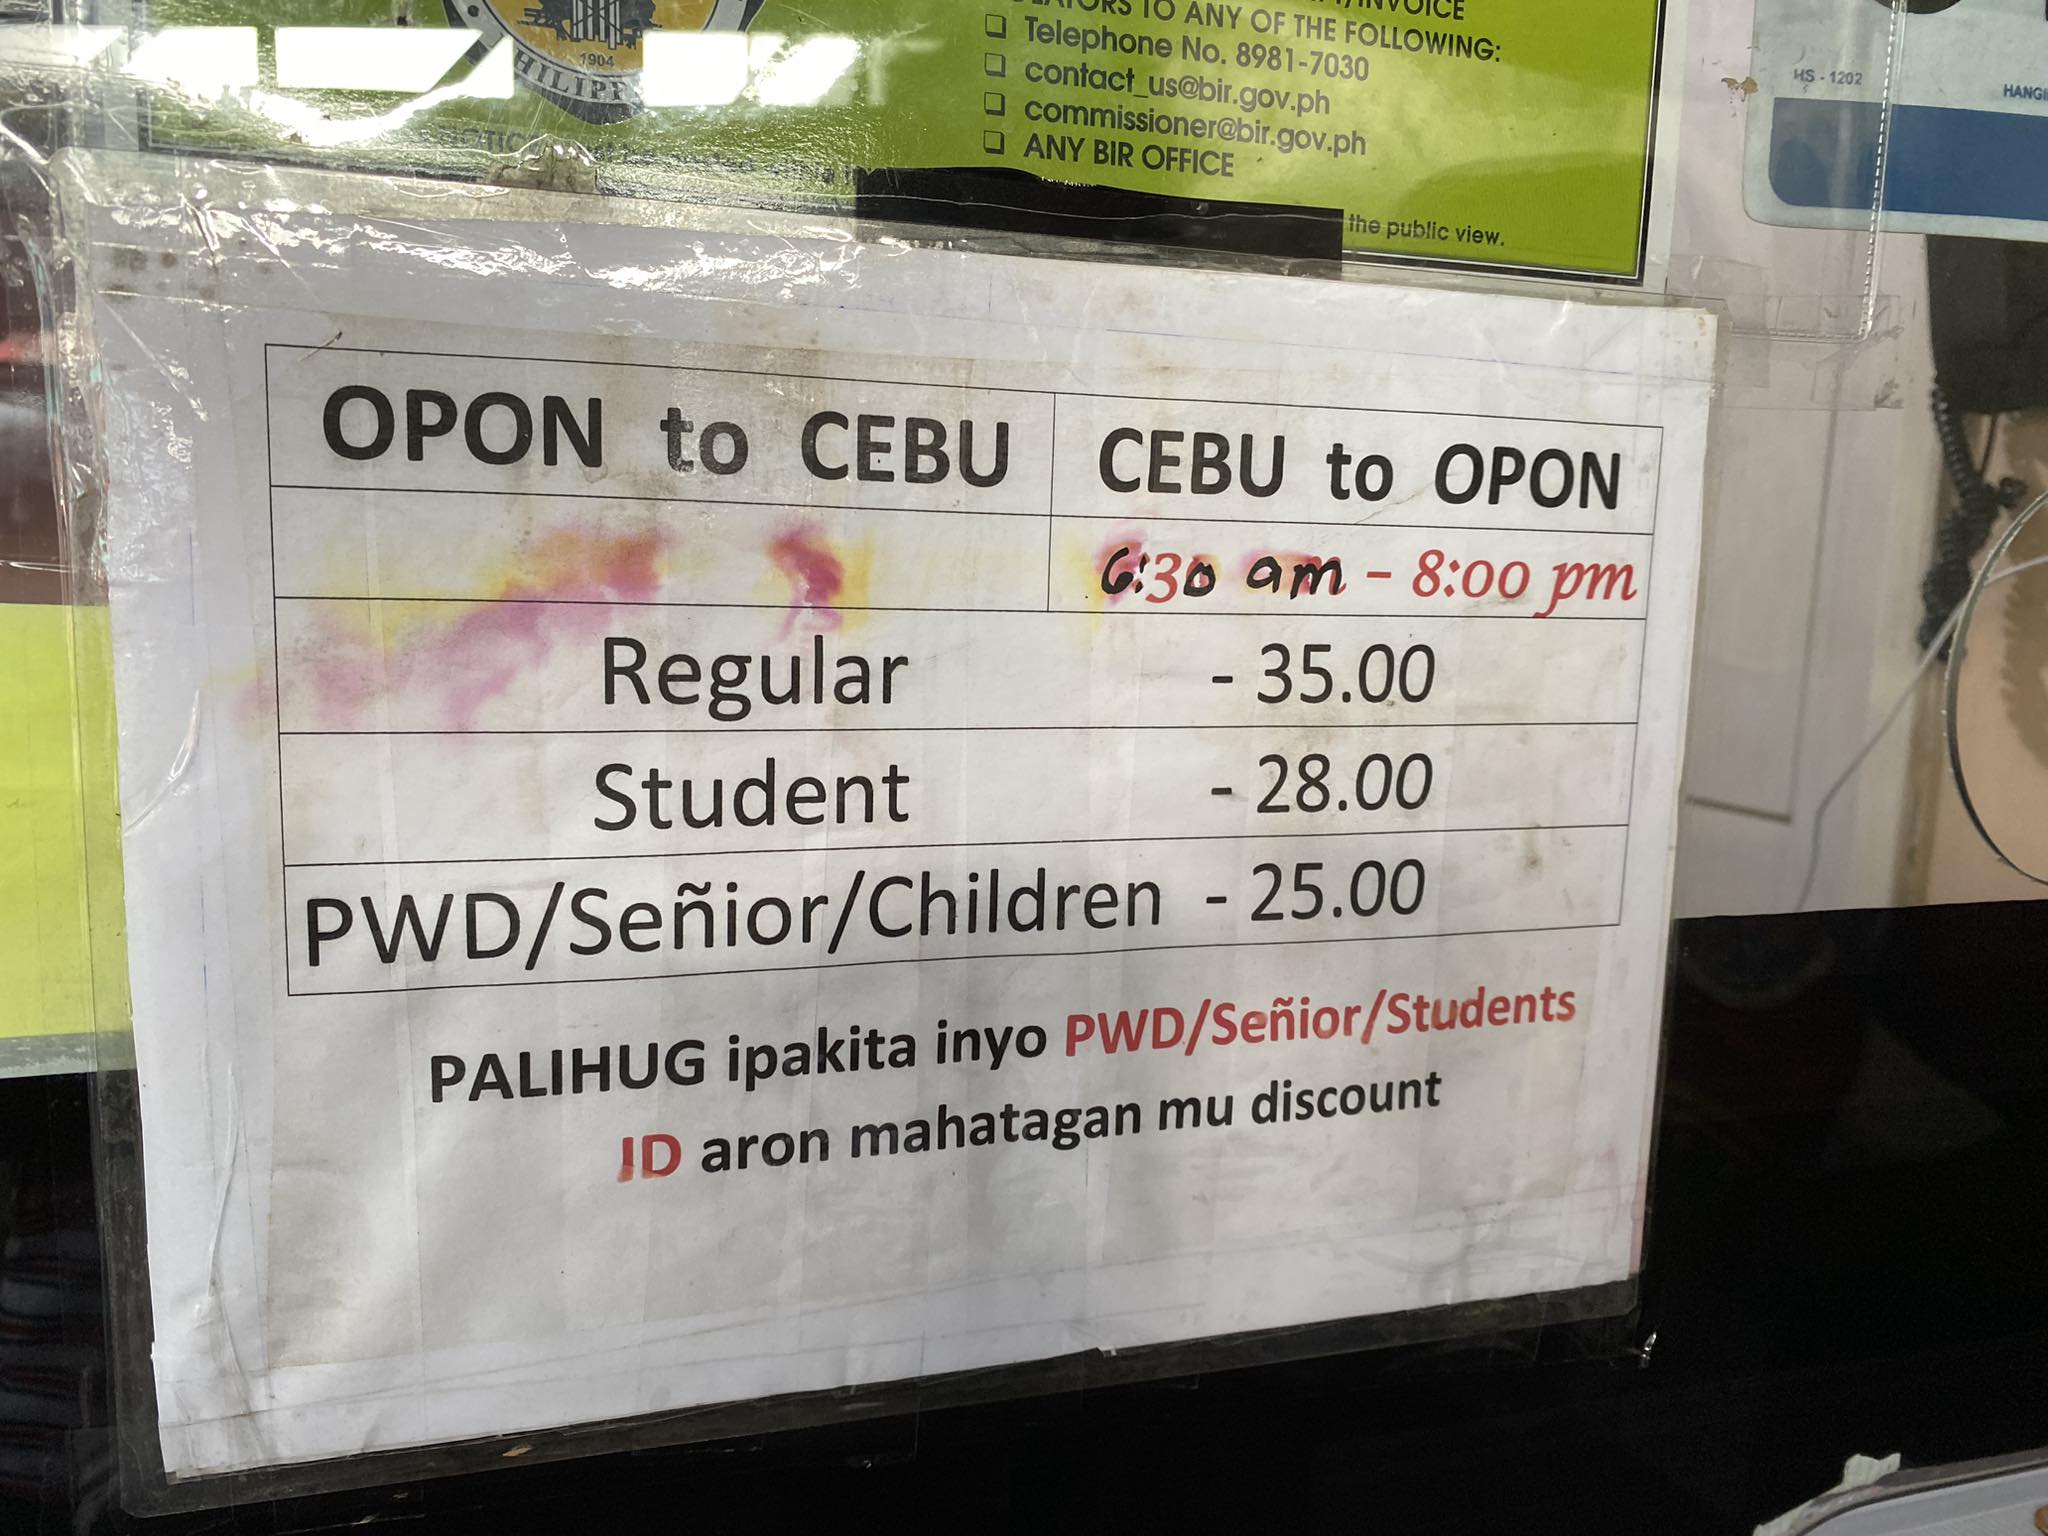 1904
/INVOICE
TO ANY OF THE FOLLOWING:
❑ Telephone No. 8981-7030
❑ contact_us@bir.gov.ph
❑ commissioner@bir.gov.ph
❑ ANY BIR OFFICE
the public view.
HS - 1202
OPON to CEBU CEBU to OPON
6:30 am - 8:00 pm
Regular - 35.00
Student - 28.00
PWD/Señior/Children - 25.00
PALIHUG ipakita inyo PWD/Señior/Students
ID aron mahatagan mu discount